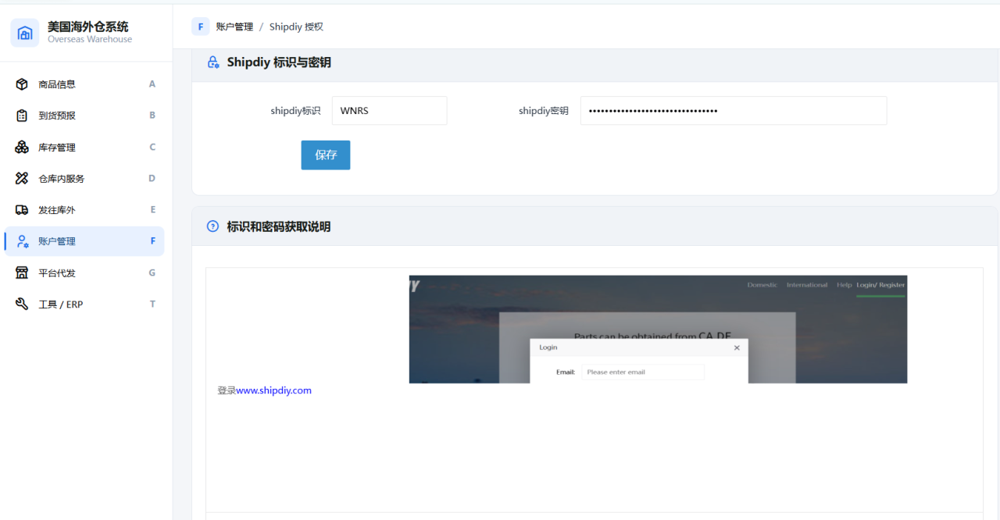 美国海外仓系统
Overseas Warehouse
商品信息 A
到货预报 B
库存管理 C
仓库内服务 D
发往库外 E
账户管理 F
平台代发 G
工具 / ERP T
F 账户管理 / Shipdiy 授权
Shipdiy 标识与密钥
shipdiy标识 WNRS shipdiy密钥 ••••••••••••••••••••••••••••••••
保存
标识和密码获取说明
Domestic International Help Login/ Register
Parts can be obtained from CA,DE
Login
Email: Please enter email
登录www.shipdiy.com